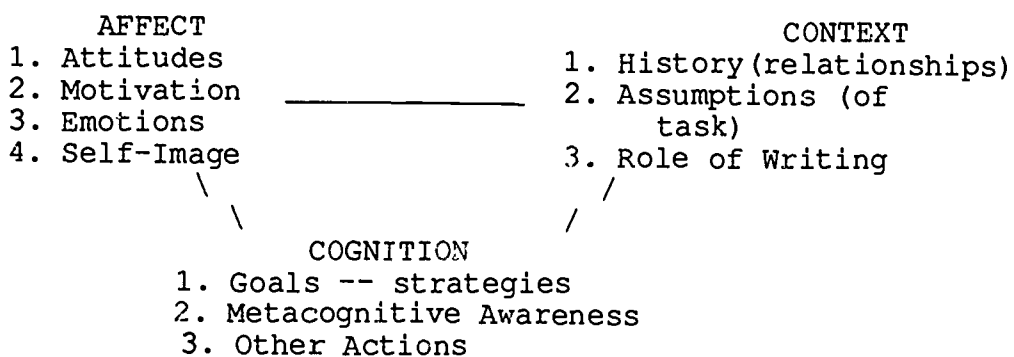 AFFECT
1. Attitudes
2. Motivation
3. Emotions
4. Self-Image
CONTEXT
1. History(relationships)
2. Assumptions (of
task)
3. Role of Writing
COGNITION
1. Goals -- strategies
2. Metacognitive Awareness
3. Other Actions